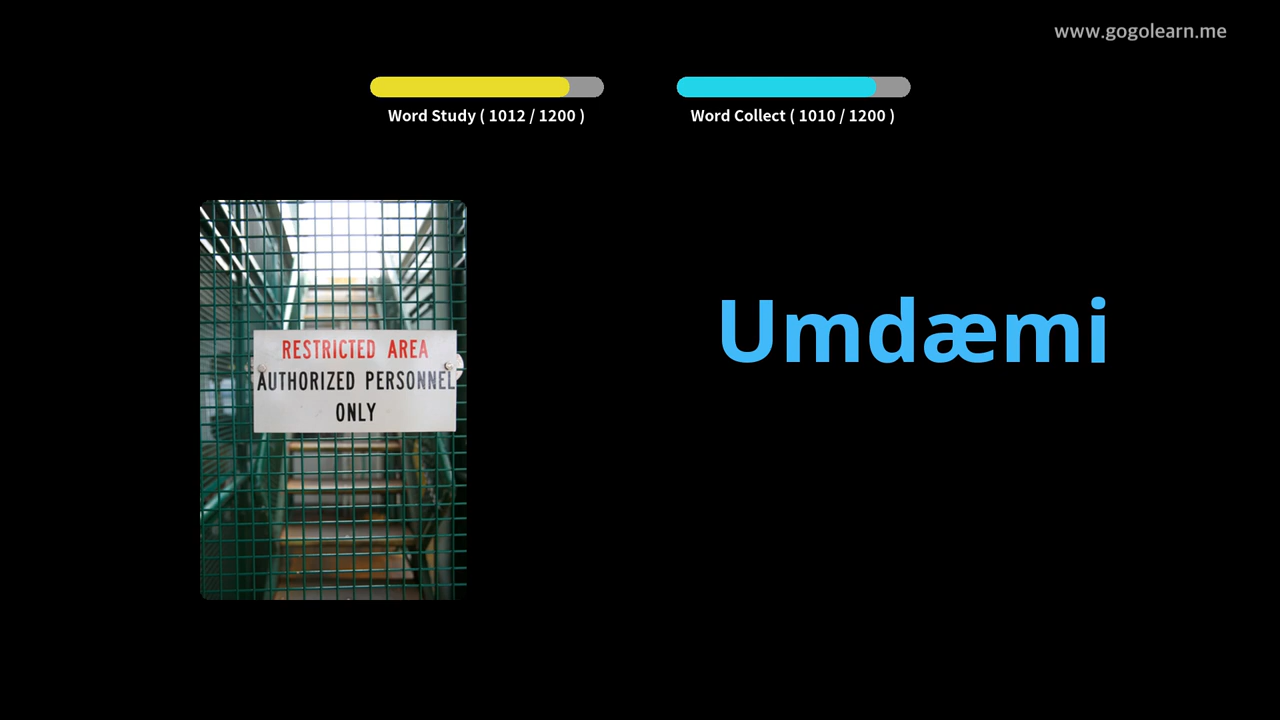 www.gogolearn.me
Word Study ( 1012 / 1200 )
Word Collect ( 1010 / 1200 )
RESTRICTED AREA
AUTHORIZED PERSONNEL
ONLY
Umdæmi